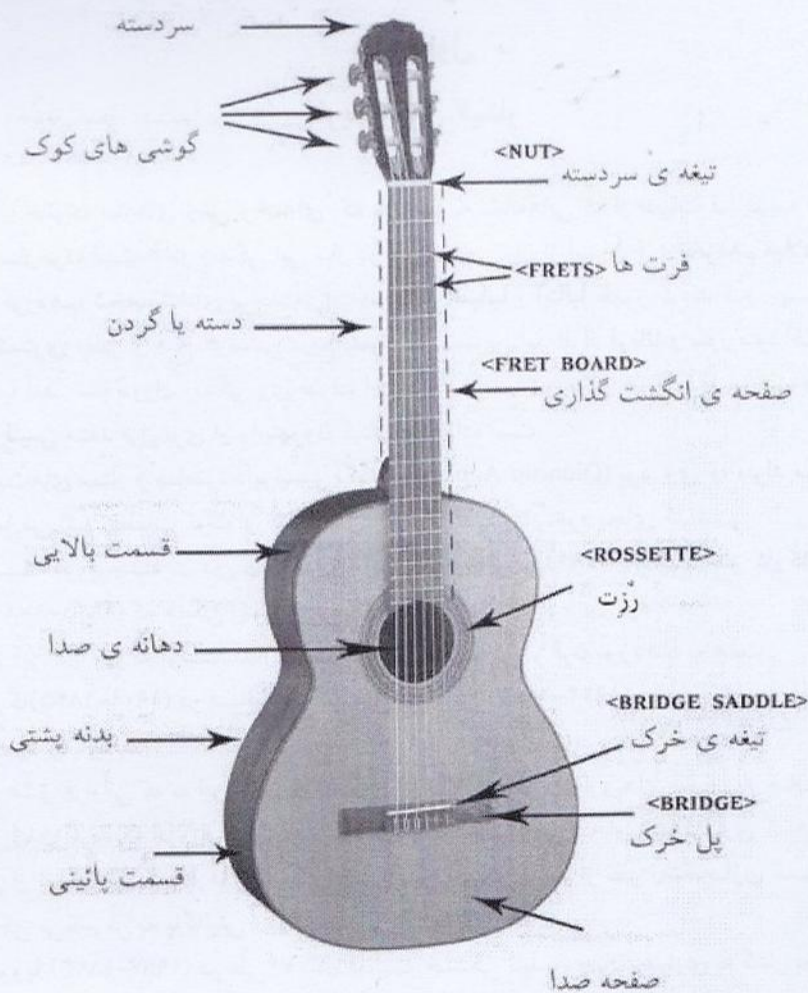 سردسته
گوشی های کوک
<NUT>
تیغه ی سردسته
<FRETS> فرت ها
دسته یا گردن
<FRET BOARD>
صفحه ی انگشت گذاری
قسمت بالایی
<ROSSETTE>
رزت
دهانه ی صدا
<BRIDGE SADDLE>
تیغه ی خرک
بدنه پشتی
<BRIDGE>
پل خرک
قسمت پائینی
صفحه صدا